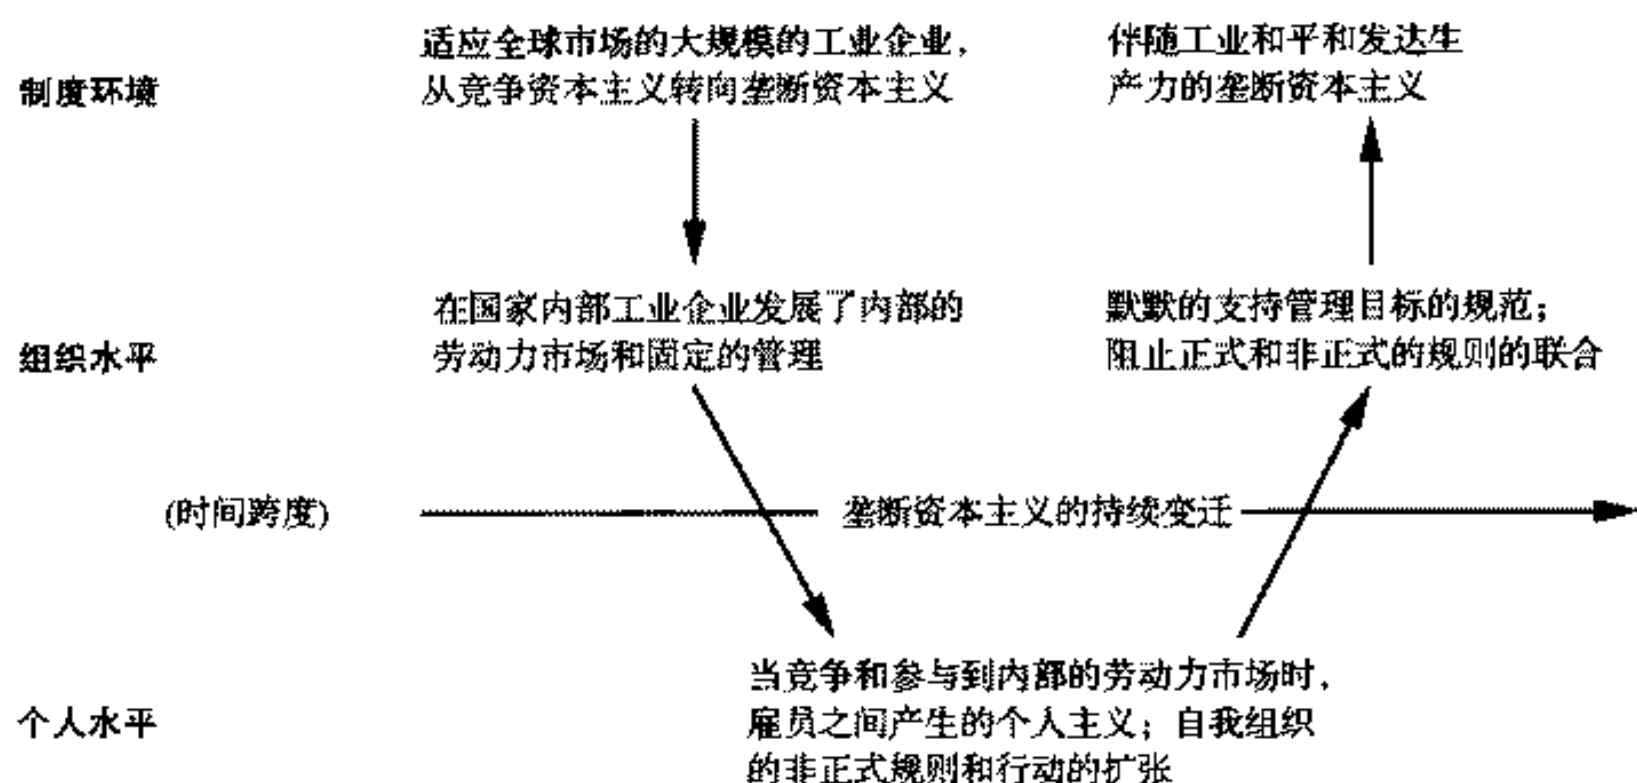 制度环境
适应全球市场的大规模的工业企业，
从竞争资本主义转向垄断资本主义
伴随工业和平和发达生
产力的垄断资本主义
组织水平
在国家内部工业企业发展了内部的
劳动力市场和固定的管理
默默的支持管理目标的规范；
阻止正式和非正式的规则的联合
(时间跨度)
垄断资本主义的持续变迁
个人水平
当竞争和参与到内部的劳动力市场时，
雇员之间产生的个人主义；自我组织
的非正式规则和行动的扩张